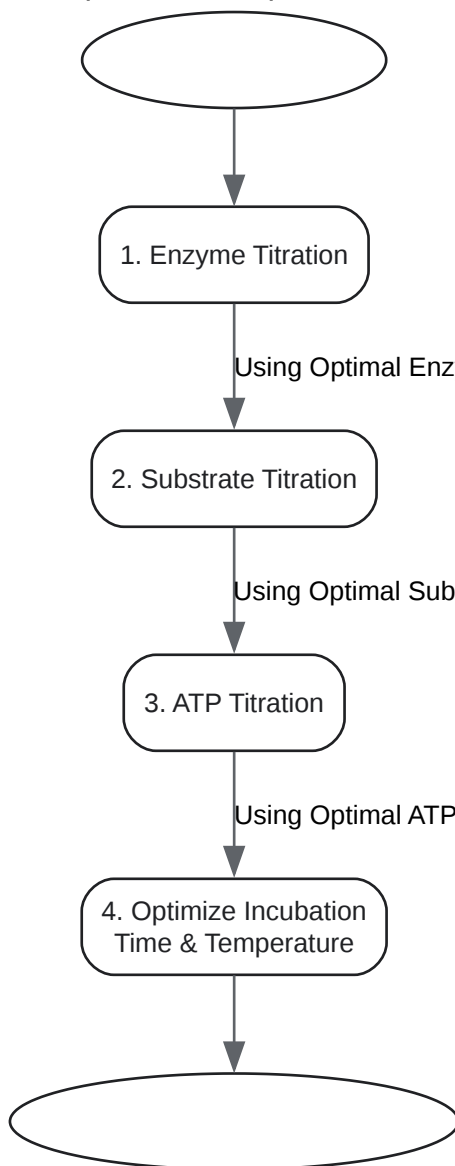 1. Enzyme Titration
Using Optimal Enz
2. Substrate Titration
Using Optimal Sub
3. ATP Titration
Using Optimal ATP
4. Optimize Incubation
Time & Temperature